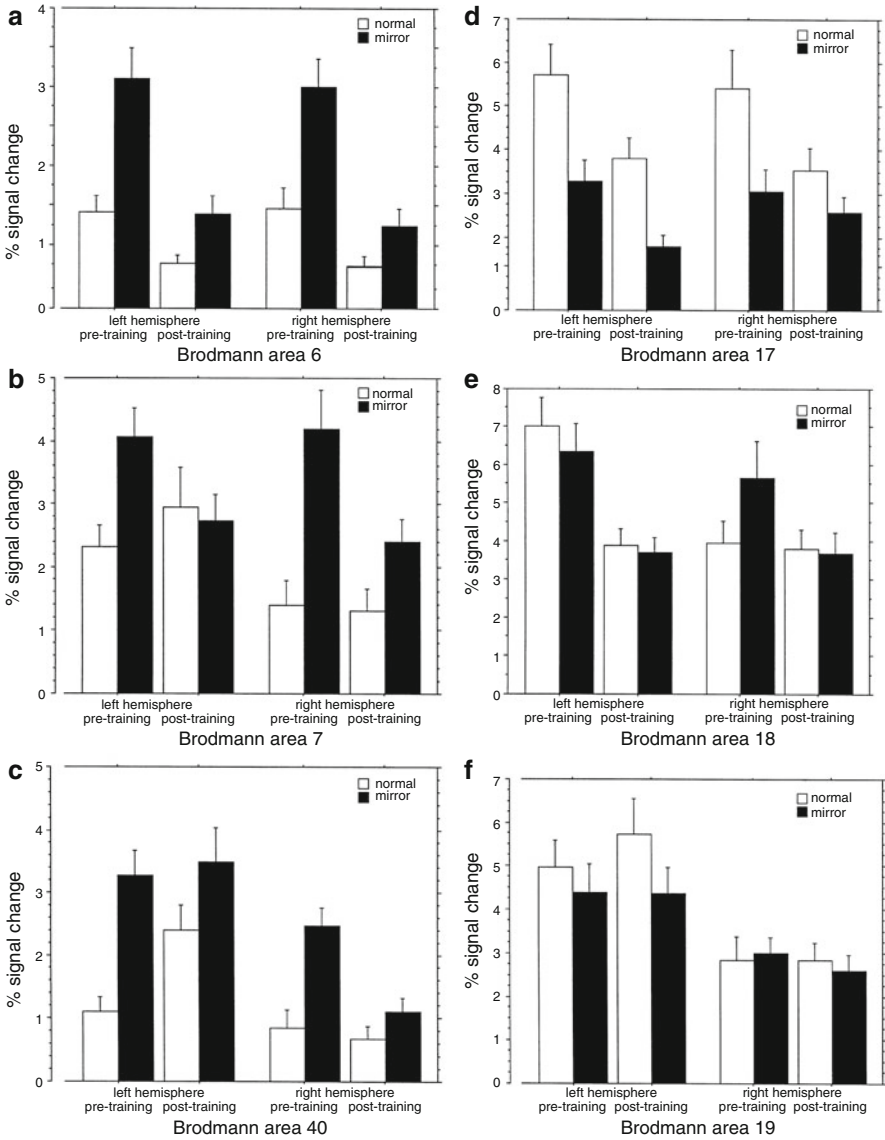 a
4
3
2
1
0
% signal change
normal
mirror
left hemisphere
right hemisphere
pre-training post-training
pre-training post-training
Brodmann area 6
b
5
4
3
2
1
0
% signal change
normal
mirror
left hemisphere
right hemisphere
pre-training post-training
pre-training post-training
Brodmann area 7
c
5
4
3
2
1
0
% signal change
normal
mirror
left hemisphere
right hemisphere
pre-training post-training
pre-training post-training
Brodmann area 40
d
7
6
5
4
3
2
1
0
% signal change
normal
mirror
left hemisphere
right hemisphere
pre-training post-training
pre-training post-training
Brodmann area 17
e
8
7
6
5
4
3
2
1
0
% signal change
normal
mirror
left hemisphere
right hemisphere
pre-training post-training
pre-training post-training
Brodmann area 18
f
7
6
5
4
3
2
1
0
% signal change
normal
mirror
left hemisphere
right hemisphere
pre-training post-training
pre-training post-training
Brodmann area 19